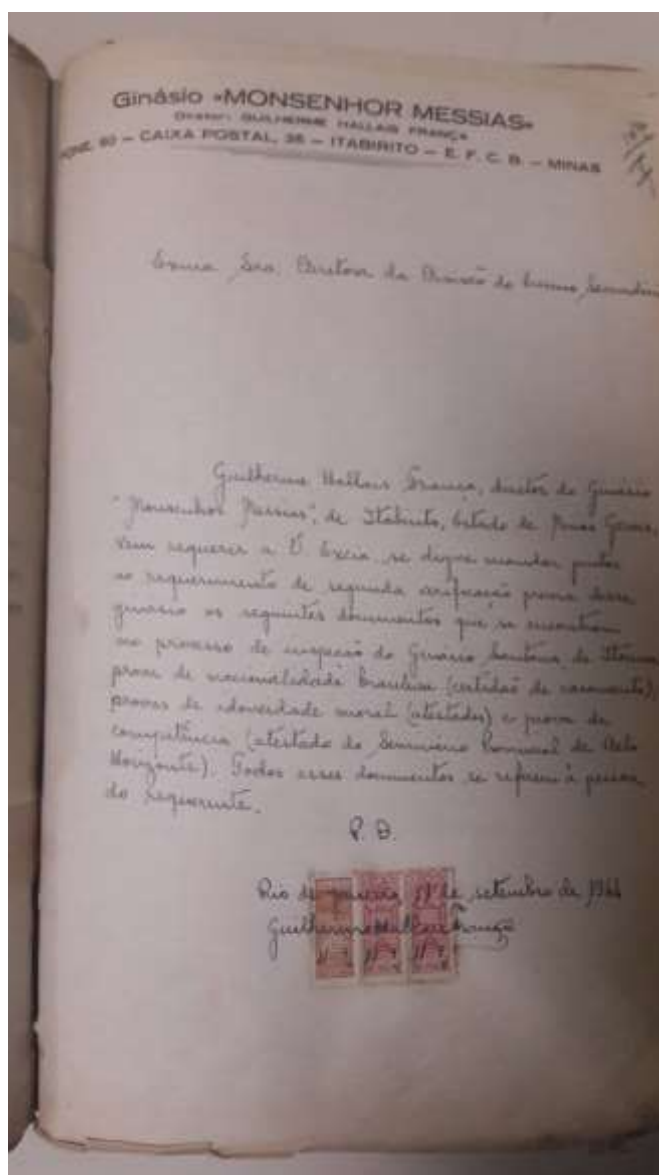 Ginásio «MONSENHOR MESSIAS»
Diretor: GUILHERME HALLAIS FRANÇA
FONE, 60 – CAIXA POSTAL, 36 – ITABIRITO – E. F. C. B. – MINAS
Exma Sra. Diretora da Divisão do Ensino Secundário
Guilherme Hallais França, diretor do Ginásio
"Monsenhor Messias", de Itabirito, Estado de Minas Gerais,
vem requerer a V. Excia. se digne mandar juntar
ao requerimento de segunda verificação prévia desse
ginásio os seguintes documentos que se encontram
no processo de inspeção do Ginásio Santana de
prova de nacionalidade brasileira (certidão de casamento),
provas de idoneidade moral (atestados) e prova de
competência (atestado do Seminário Provincial de Belo
Horizonte). Todos esses documentos se referem à pessoa
do requerente.
P. D.
Rio de Janeiro, de setembro de
Guilherme Hallais França